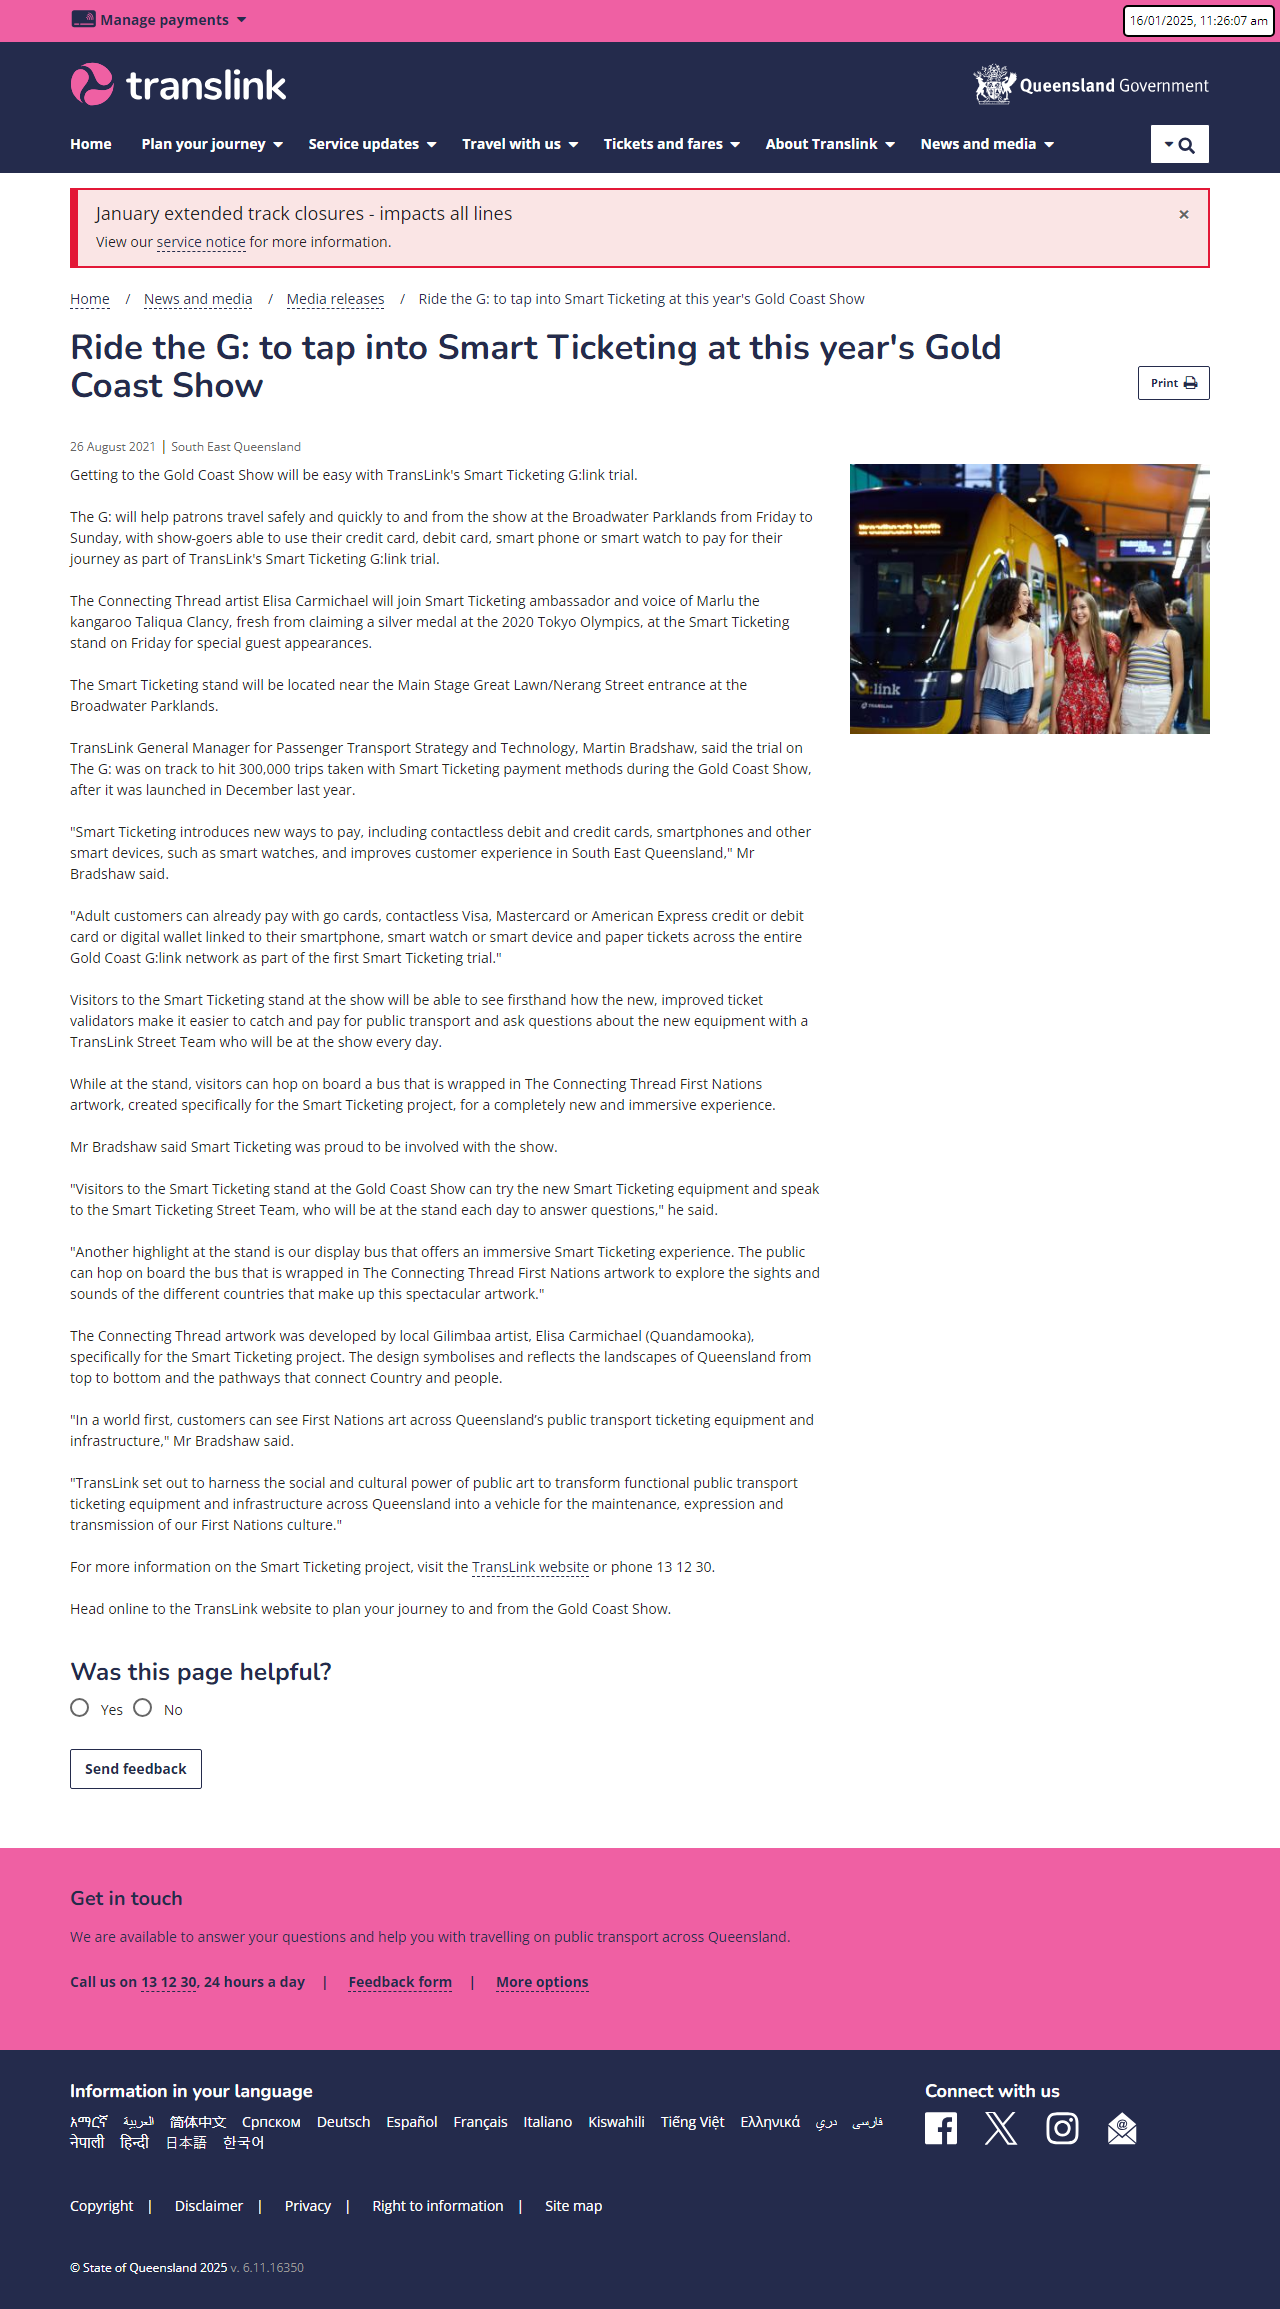 Manage payments
16/01/2025, 11:26:07 am
translink
Queensland Government
Home Plan your journey Service updates Travel with us Tickets and fares About Translink News and media
January extended track closures - impacts all lines
×
View our service notice for more information.
Home / News and media / Media releases / Ride the G: to tap into Smart Ticketing at this year's Gold Coast Show
Ride the G: to tap into Smart Ticketing at this year's Gold
Coast Show
Print
26 August 2021 | South East Queensland
Getting to the Gold Coast Show will be easy with TransLink's Smart Ticketing G:link trial.
The G: will help patrons travel safely and quickly to and from the show at the Broadwater Parklands from Friday to
Sunday, with show-goers able to use their credit card, debit card, smart phone or smart watch to pay for their
journey as part of TransLink's Smart Ticketing G:link trial.
The Connecting Thread artist Elisa Carmichael will join Smart Ticketing ambassador and voice of Marlu the
kangaroo Taliqua Clancy, fresh from claiming a silver medal at the 2020 Tokyo Olympics, at the Smart Ticketing
stand on Friday for special guest appearances.
The Smart Ticketing stand will be located near the Main Stage Great Lawn/Nerang Street entrance at the
Broadwater Parklands.
TransLink General Manager for Passenger Transport Strategy and Technology, Martin Bradshaw, said the trial on
The G: was on track to hit 300,000 trips taken with Smart Ticketing payment methods during the Gold Coast Show,
after it was launched in December last year.
"Smart Ticketing introduces new ways to pay, including contactless debit and credit cards, smartphones and other
smart devices, such as smart watches, and improves customer experience in South East Queensland," Mr
Bradshaw said.
"Adult customers can already pay with go cards, contactless Visa, Mastercard or American Express credit or debit
card or digital wallet linked to their smartphone, smart watch or smart device and paper tickets across the entire
Gold Coast G:link network as part of the first Smart Ticketing trial."
Visitors to the Smart Ticketing stand at the show will be able to see firsthand how the new, improved ticket
validators make it easier to catch and pay for public transport and ask questions about the new equipment with a
TransLink Street Team who will be at the show every day.
While at the stand, visitors can hop on board a bus that is wrapped in The Connecting Thread First Nations
artwork, created specifically for the Smart Ticketing project, for a completely new and immersive experience.
Mr Bradshaw said Smart Ticketing was proud to be involved with the show.
"Visitors to the Smart Ticketing stand at the Gold Coast Show can try the new Smart Ticketing equipment and speak
to the Smart Ticketing Street Team, who will be at the stand each day to answer questions," he said.
"Another highlight at the stand is our display bus that offers an immersive Smart Ticketing experience. The public
can hop on board the bus that is wrapped in The Connecting Thread First Nations artwork to explore the sights and
sounds of the different countries that make up this spectacular artwork."
The Connecting Thread artwork was developed by local Gilimbaa artist, Elisa Carmichael (Quandamooka),
specifically for the Smart Ticketing project. The design symbolises and reflects the landscapes of Queensland from
top to bottom and the pathways that connect Country and people.
"In a world first, customers can see First Nations art across Queensland's public transport ticketing equipment and
infrastructure," Mr Bradshaw said.
"TransLink set out to harness the social and cultural power of public art to transform functional public transport
ticketing equipment and infrastructure across Queensland into a vehicle for the maintenance, expression and
transmission of our First Nations culture."
For more information on the Smart Ticketing project, visit the TransLink website or phone 13 12 30.
Head online to the TransLink website to plan your journey to and from the Gold Coast Show.
Broadbeach South
G:link
Was this page helpful?
Yes No
Send feedback
Get in touch
We are available to answer your questions and help you with travelling on public transport across Queensland.
Call us on 13 12 30, 24 hours a day | Feedback form | More options
Information in your language
አማርኛ العربية 简体中文 Српском Deutsch Español Français Italiano Kiswahili Tiếng Việt Ελληνικά دري فارسی
नेपाली हिन्दी 日本語 한국어
Connect with us
Copyright | Disclaimer | Privacy | Right to information | Site map
© State of Queensland 2025 v. 6.11.16350